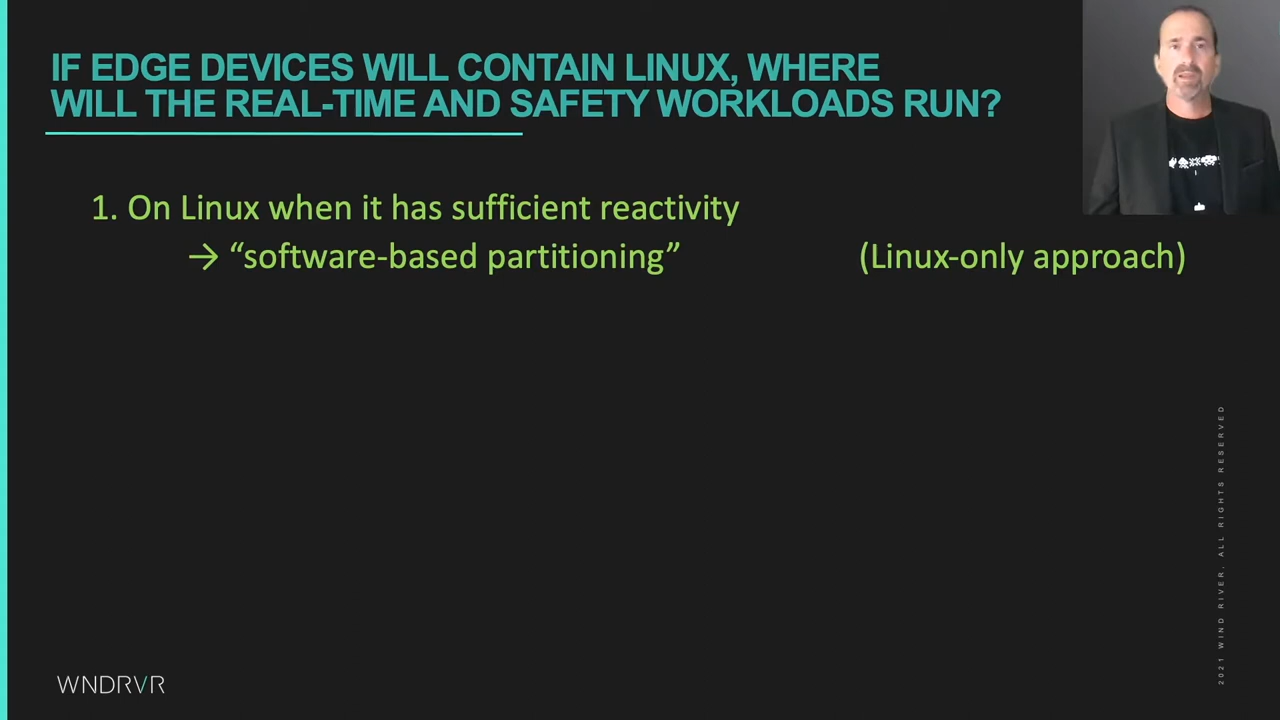 IF EDGE DEVICES WILL CONTAIN LINUX, WHERE
WILL THE REAL-TIME AND SAFETY WORKLOADS RUN?
1. On Linux when it has sufficient reactivity
→ “software-based partitioning” (Linux-only approach)
2021 WIND RIVER, ALL RIGHTS RESERVED
WNDRVR